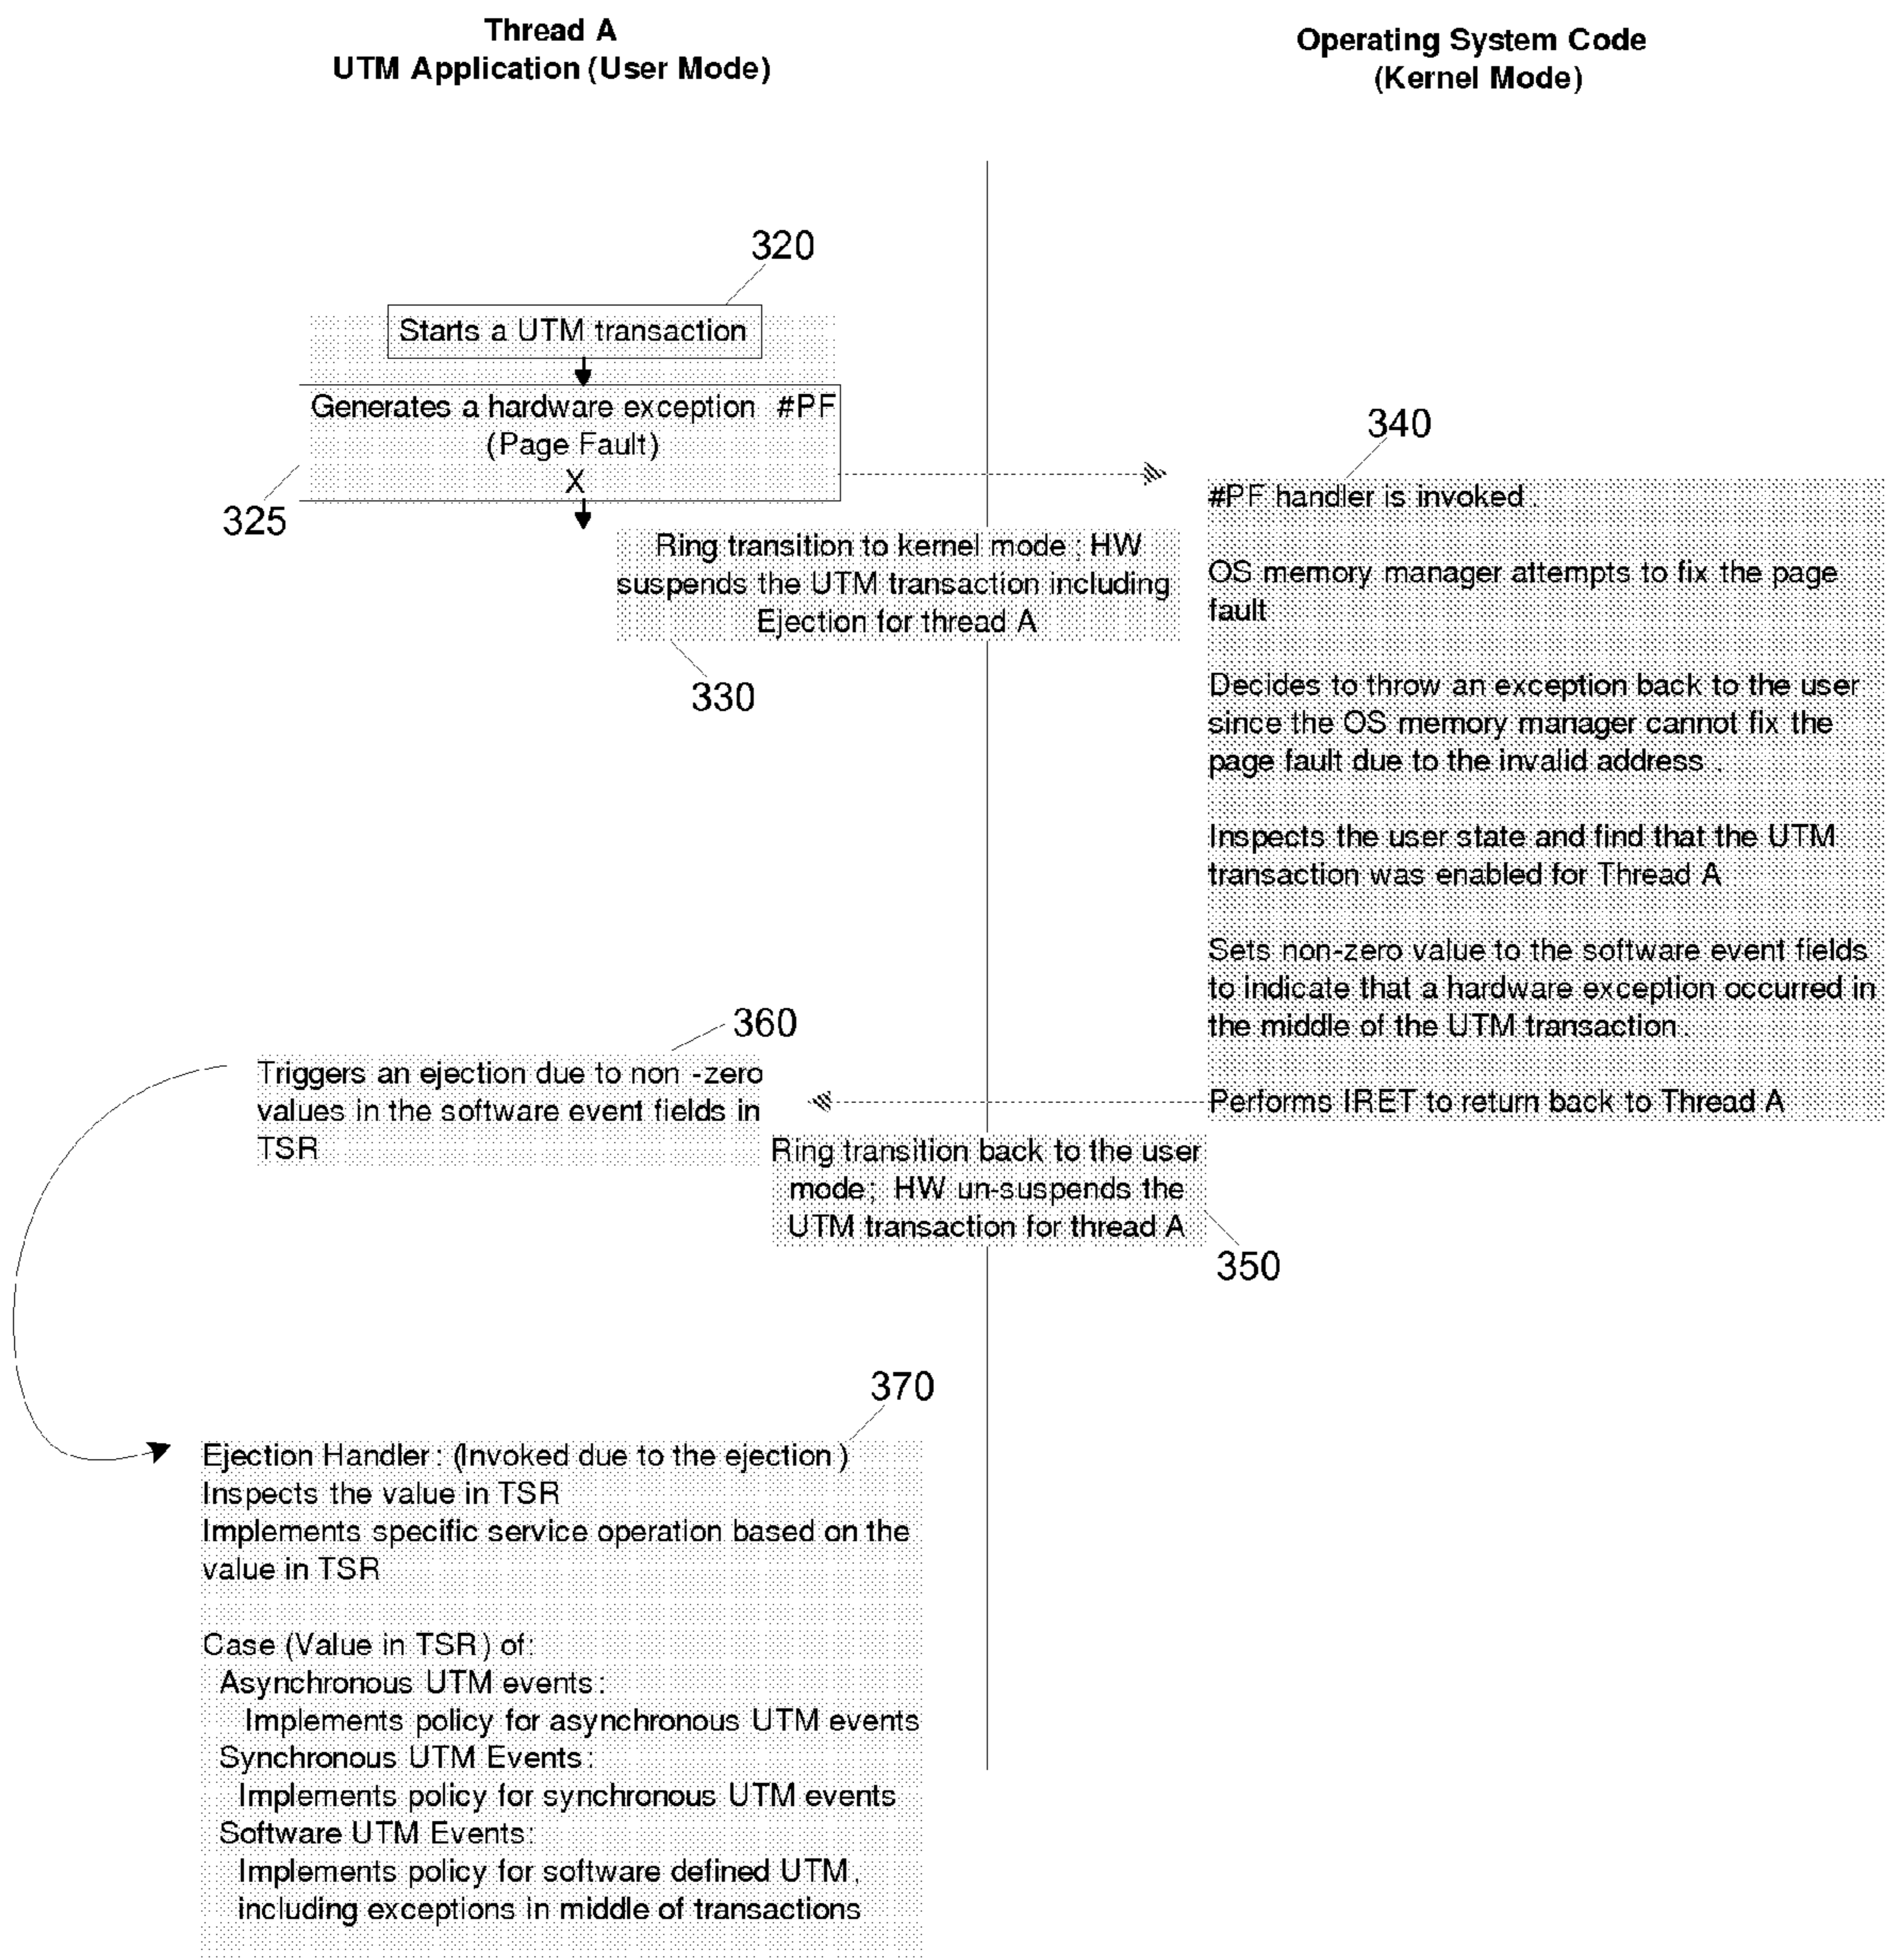 Thread A
UTM Application (User Mode)
Operating System Code
(Kernel Mode)
320
Starts a UTM transaction
Generates a hardware exception #PF
(Page Fault)
X
325
Ring transition to kernel mode ; HW
suspends the UTM transaction including
Ejection for thread A
330
340
#PF handler is invoked .
OS memory manager attempts to fix the page
fault
Decides to throw an exception back to the user
since the OS memory manager cannot fix the
page fault due to the invalid address .
Inspects the user state and find that the UTM
transaction was enabled for Thread A
Sets non-zero value to the software event fields
to indicate that a hardware exception occurred in
the middle of the UTM transaction .
Performs IRET to return back to Thread A
360
Triggers an ejection due to non -zero
values in the software event fields in
TSR
Ring transition back to the user
mode; HW un-suspends the
UTM transaction for thread A
350
370
Ejection Handler : (Invoked due to the ejection )
Inspects the value in TSR
Implements specific service operation based on the
value in TSR
Case (Value in TSR ) of:
Asynchronous UTM events :
Implements policy for asynchronous UTM events
Synchronous UTM Events :
Implements policy for synchronous UTM events
Software UTM Events:
Implements policy for software defined UTM ,
including exceptions in middle of transactions